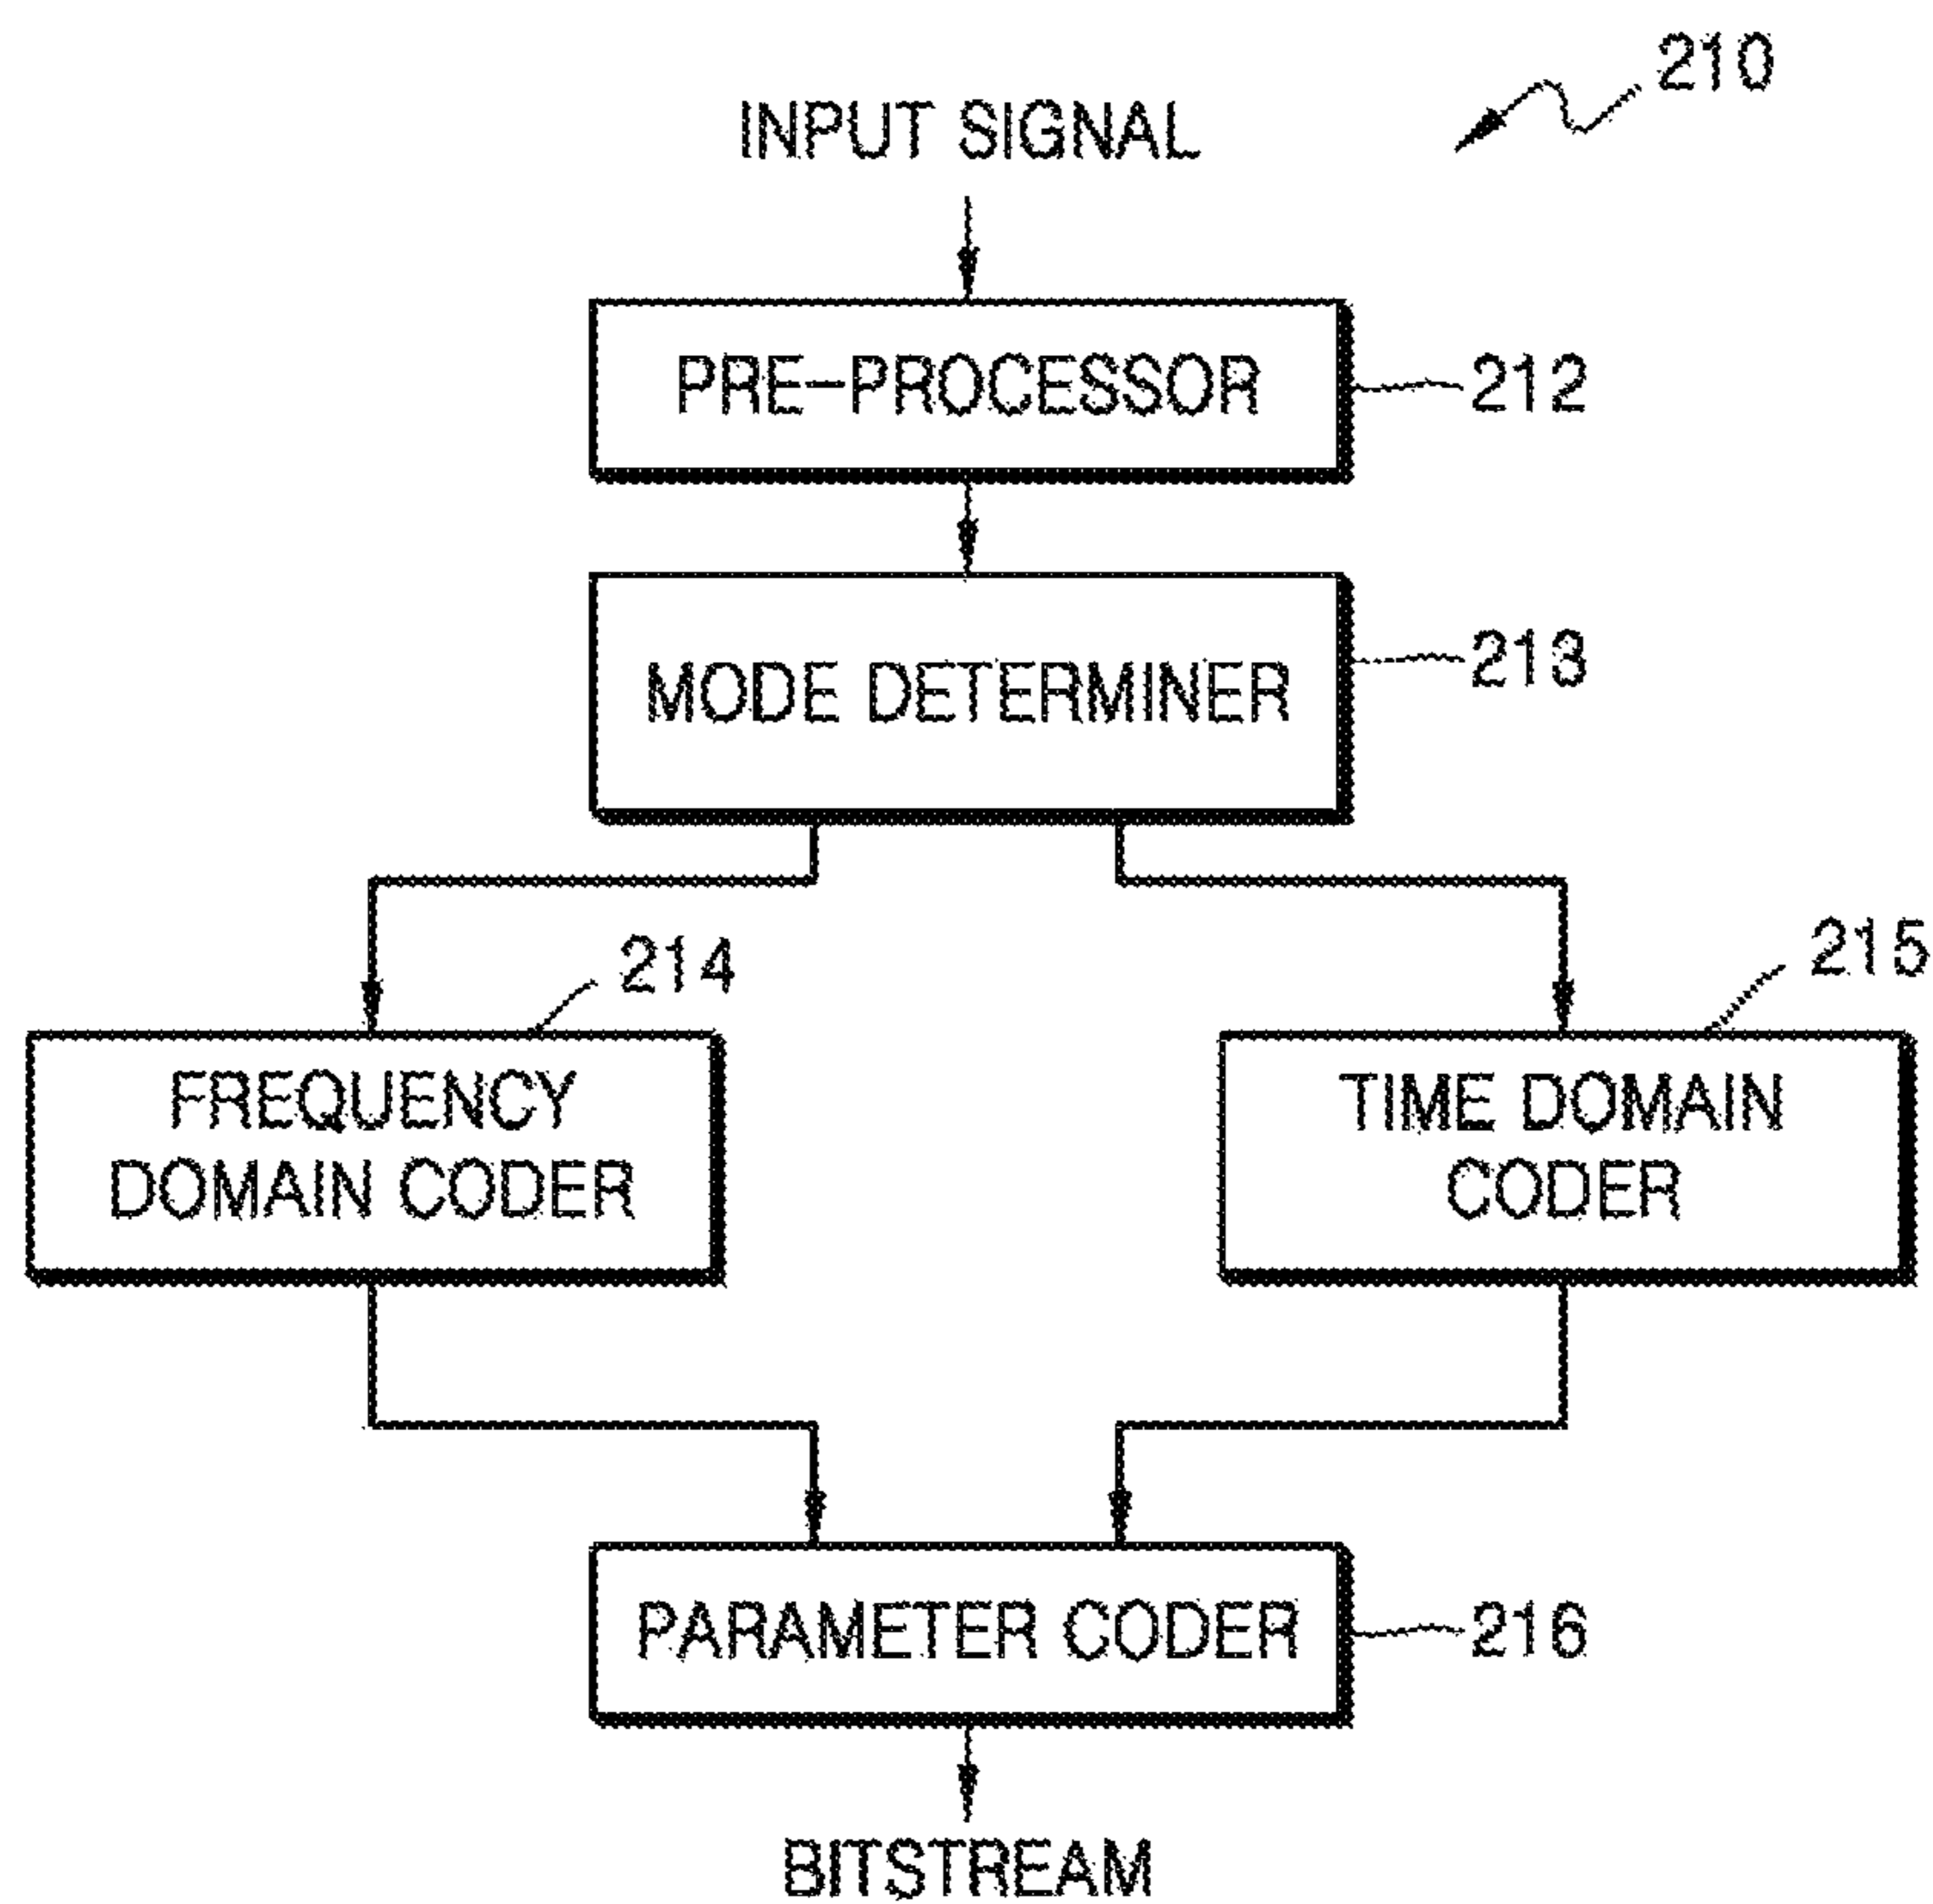 210
INPUT SIGNAL
PRE-PROCESSOR
212
MODE DETERMINER
213
214
215
FREQUENCY
DOMAIN CODER
TIME DOMAIN
CODER
PARAMETER CODER
216
BITSTREAM